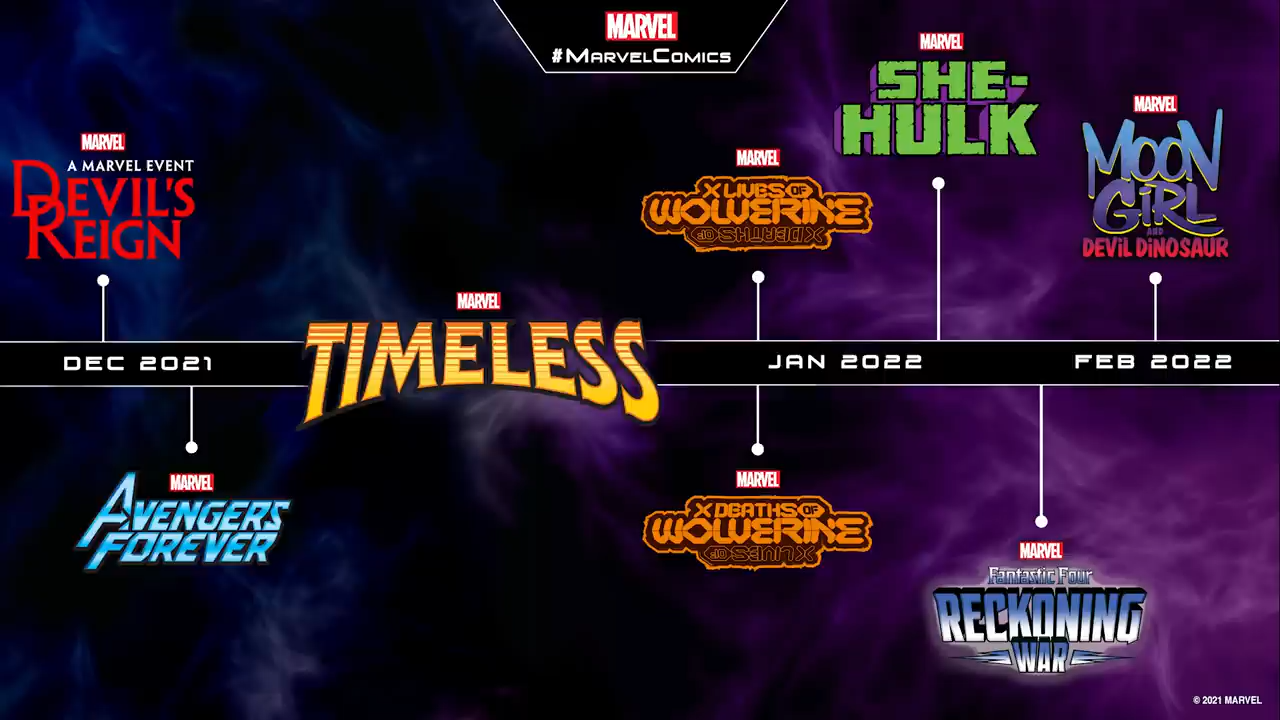 MARVEL
#MARVELCOMICS
MARVEL
A MARVEL EVENT
DEVIL'S
REIGN
MARVEL
X LIVES OF
WOLVERINE
X DEATHS OF
MARVEL
SHE-
HULK
MARVEL
MOON
GIRL
AND
DEVIL DINOSAUR
MARVEL
TIMELESS
DEC 2021
JAN 2022
FEB 2022
MARVEL
AVENGERS
FOREVER
MARVEL
X DEATHS OF
WOLVERINE
X LIVES OF
MARVEL
Fantastic Four
RECKONING
WAR
© 2021 MARVEL